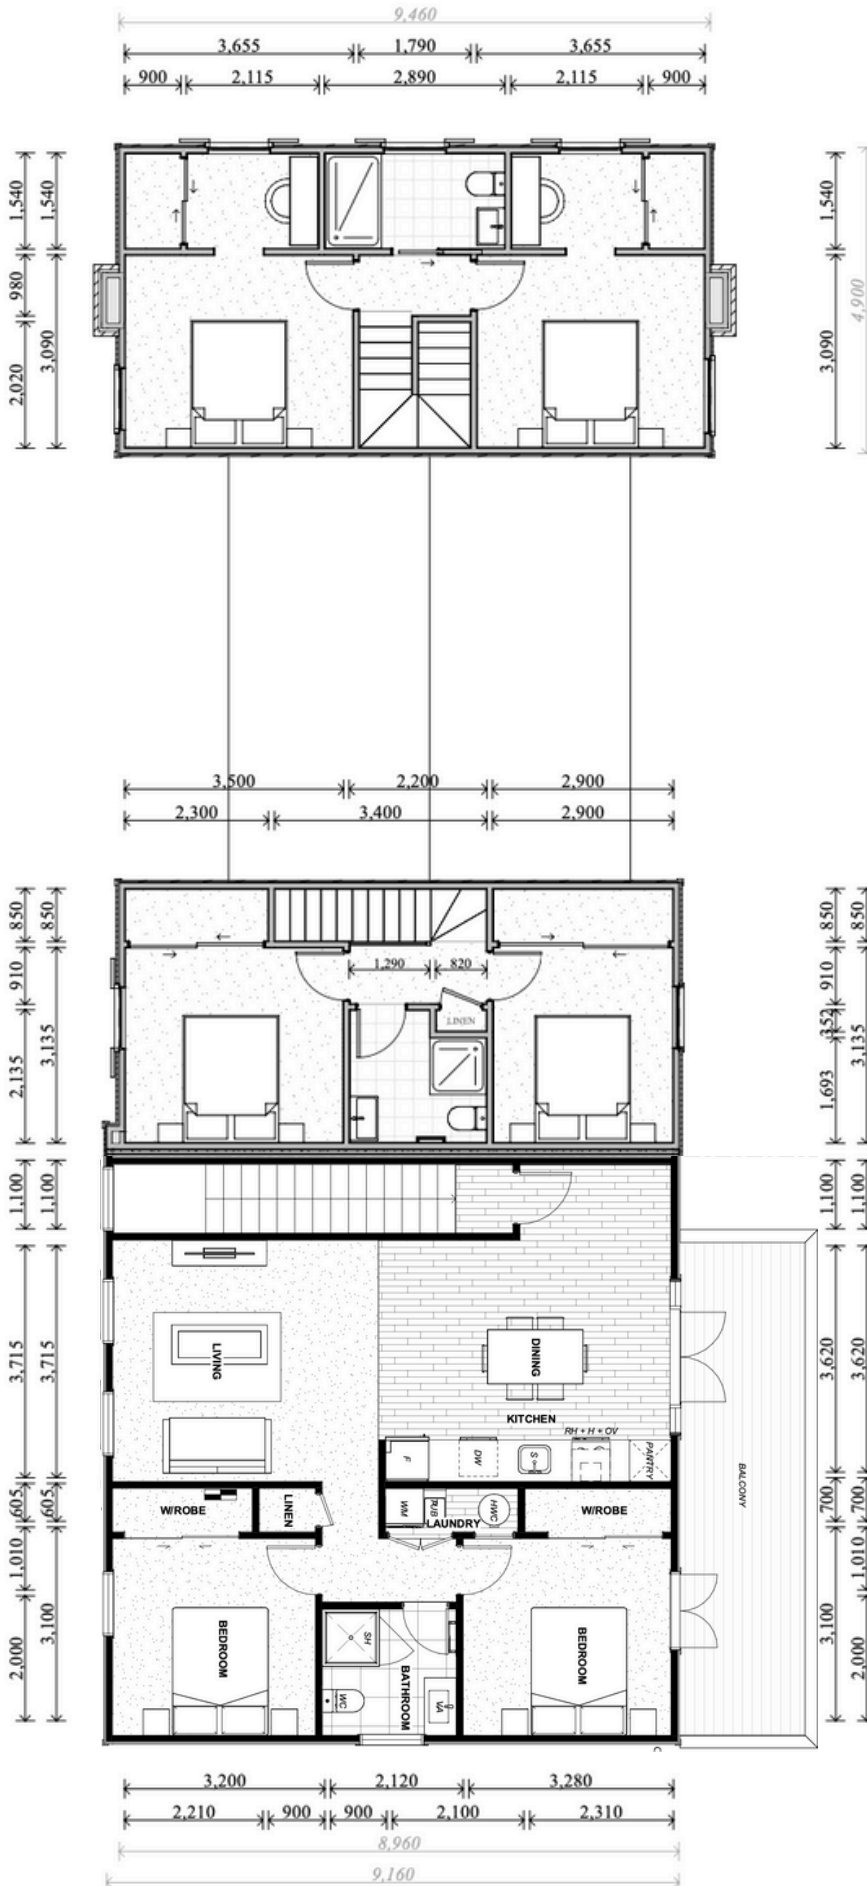 9,460
3,655 1,790 3,655
900 2,115 2,890 2,115 900
1,540 1,540 1,540
980
2,020 3,090 3,090
4,900
3,500 2,200 2,900
2,300 3,400 2,900
850 850 850 850
910 910
1,290 820
LINEN
352
2,135 3,135 1,693 3,135
1,100 1,100 1,100 1,100
3,715 3,715 3,620 3,620
LIVING
DINING
KITCHEN
RH + H + OV
F DW S PANTRY
BALCONY
605 605 700 700
W/ROBE LINEN WM TUB HWC W/ROBE
LAUNDRY
1,010 1,010
2,000 3,100 3,100 2,000
BEDROOM BEDROOM
SH
BATHROOM
WC VA
3,200 2,120 3,280
2,210 900 900 2,100 2,310
8,960
9,160